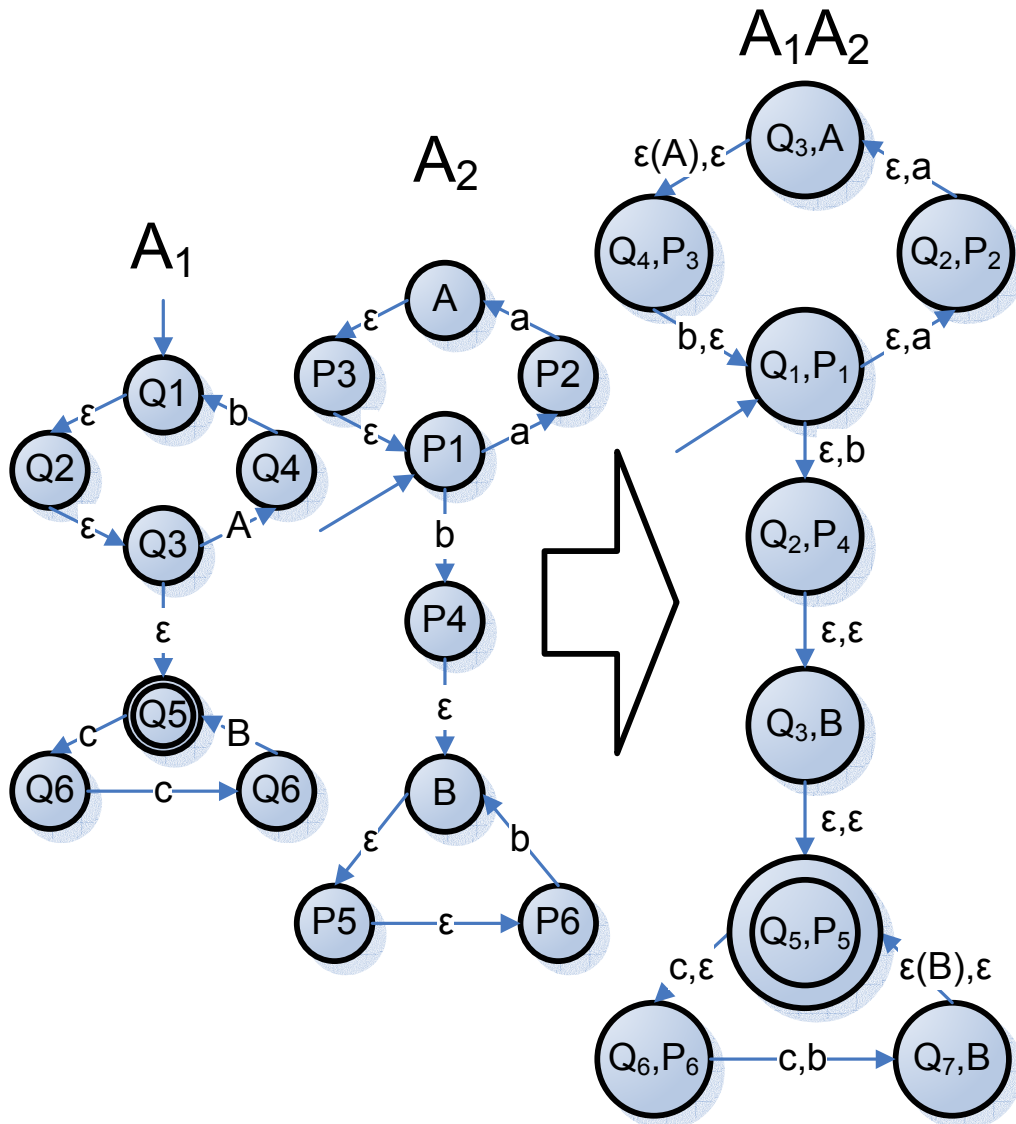 A₁
Q1
ε
b
Q2
Q4
ε
A
Q3
ε
Q5
c
B
Q6
c
Q6
A₂
A
ε
a
P3
P2
ε
a
P1
b
P4
ε
B
ε
b
P5
ε
P6
A₁A₂
Q₃,A
ε(A),ε
ε,a
Q₄,P₃
Q₂,P₂
b,ε
ε,a
Q₁,P₁
ε,b
Q₂,P₄
ε,ε
Q₃,B
ε,ε
Q₅,P₅
c,ε
ε(B),ε
Q₆,P₆
c,b
Q₇,B